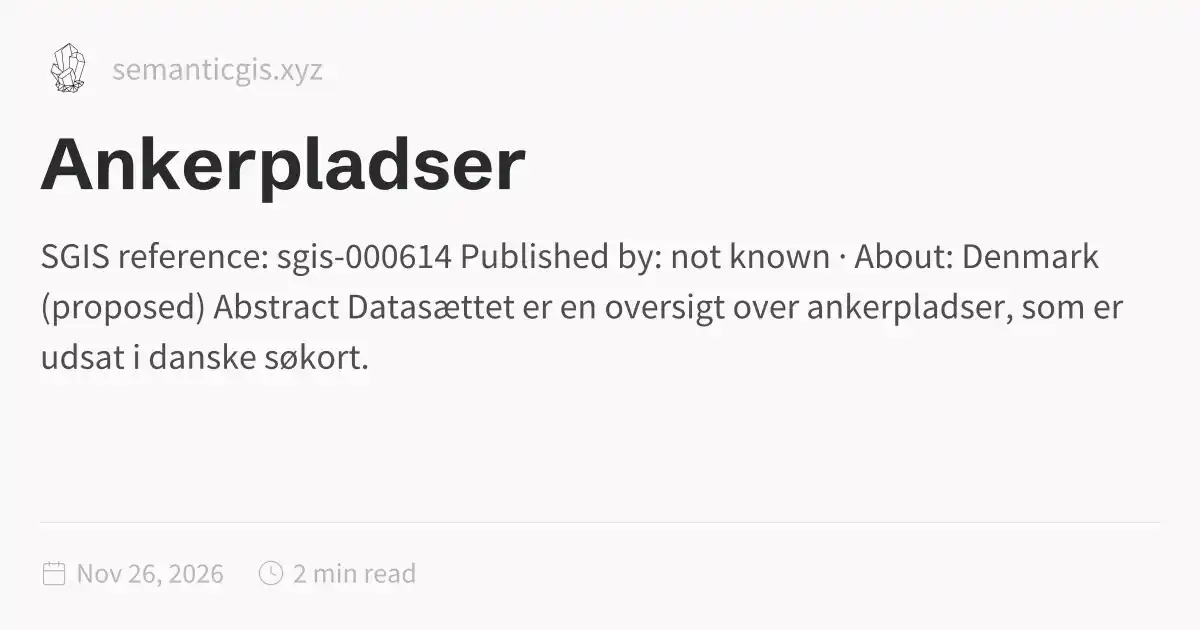 semanticgis.xyz
Ankerpladser
SGIS reference: sgis-000614 Published by: not known · About: Denmark
(proposed) Abstract Datasættet er en oversigt over ankerpladser, som er
udsat i danske søkort.
Nov 26, 2026 2 min read